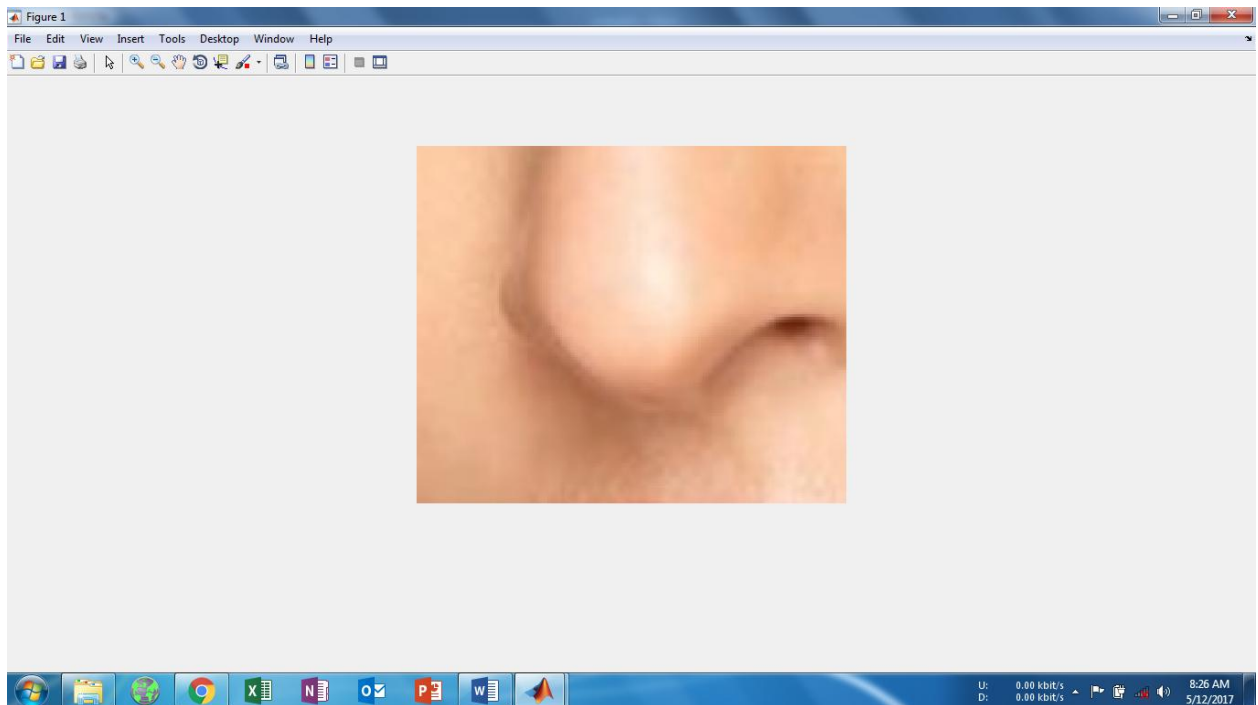 Figure 1
File Edit View Insert Tools Desktop Window Help
U: 0.00 kbit/s
D: 0.00 kbit/s
8:26 AM
5/12/2017